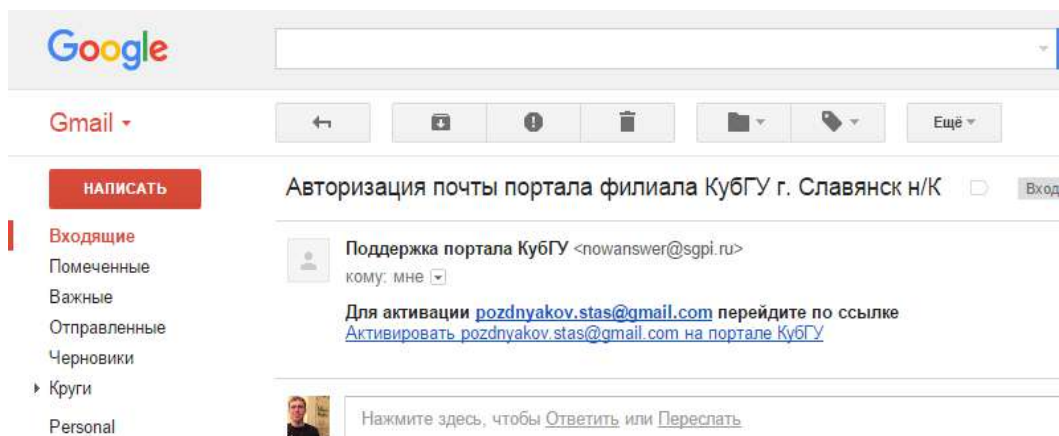 Google
Gmail
Ещё
НАПИСАТЬ
Авторизация почты портала филиала КубГУ г. Славянск н/К
Вход
Входящие
Помеченные
Важные
Отправленные
Черновики
Круги
Personal
Поддержка портала КубГУ <nowanswer@sgpi.ru>
кому: мне
Для активации pozdnyakov.stas@gmail.com перейдите по ссылке
Активировать pozdnyakov.stas@gmail.com на портале КубГУ
Нажмите здесь, чтобы Ответить или Переслать